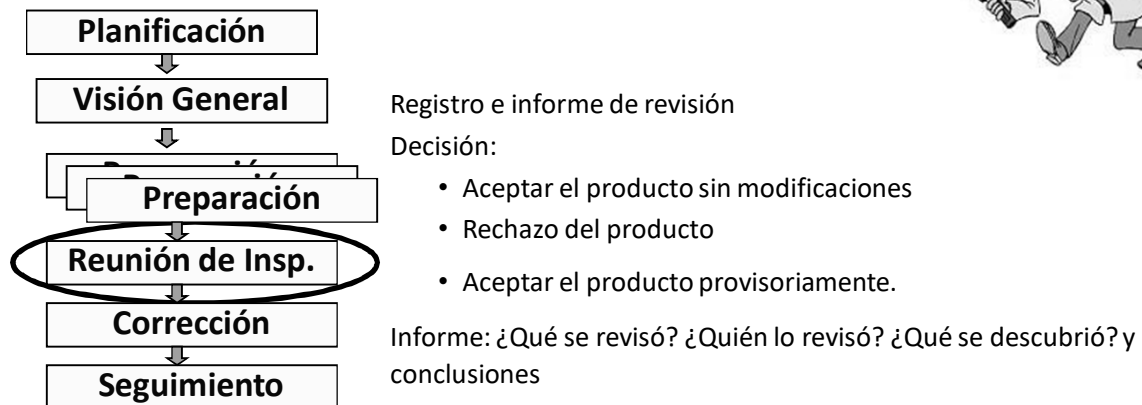 Planificación
Visión General
Preparación
Reunión de Insp.
Corrección
Seguimiento
Registro e informe de revisión
Decisión:
• Aceptar el producto sin modificaciones
• Rechazo del producto
• Aceptar el producto provisoriamente.
Informe: ¿Qué se revisó? ¿Quién lo revisó? ¿Qué se descubrió? y
conclusiones